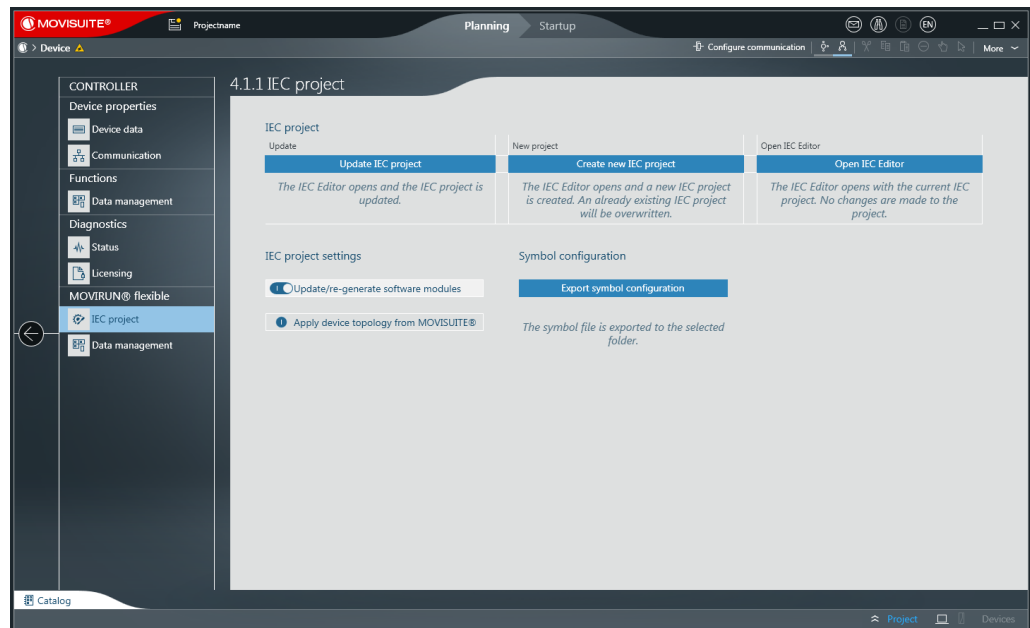 MOVISUITE®
Projectname
Planning
Startup
EN
> Device
Configure communication
More
CONTROLLER
Device properties
Device data
Communication
Functions
Data management
Diagnostics
Status
Licensing
MOVIRUN® flexible
IEC project
Data management
4.1.1 IEC project
IEC project
Update
New project
Open IEC Editor
Update IEC project
Create new IEC project
Open IEC Editor
The IEC Editor opens and the IEC project is
updated.
The IEC Editor opens and a new IEC project
is created. An already existing IEC project
will be overwritten.
The IEC Editor opens with the current IEC
project. No changes are made to the
project.
IEC project settings
Symbol configuration
Update/re-generate software modules
Export symbol configuration
Apply device topology from MOVISUITE®
The symbol file is exported to the selected
folder.
Catalog
Project
Devices